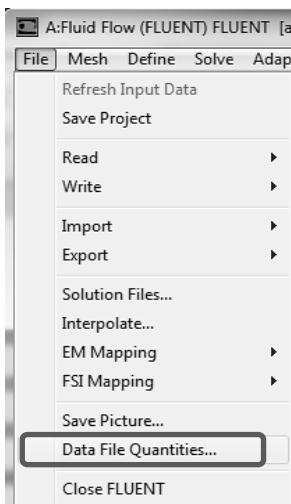 A:Fluid Flow (FLUENT) FLUENT [a
File Mesh Define Solve Adap
Refresh Input Data
Save Project
Read
Write
Import
Export
Solution Files...
Interpolate...
EM Mapping
FSI Mapping
Save Picture...
Data File Quantities...
Close FLUENT